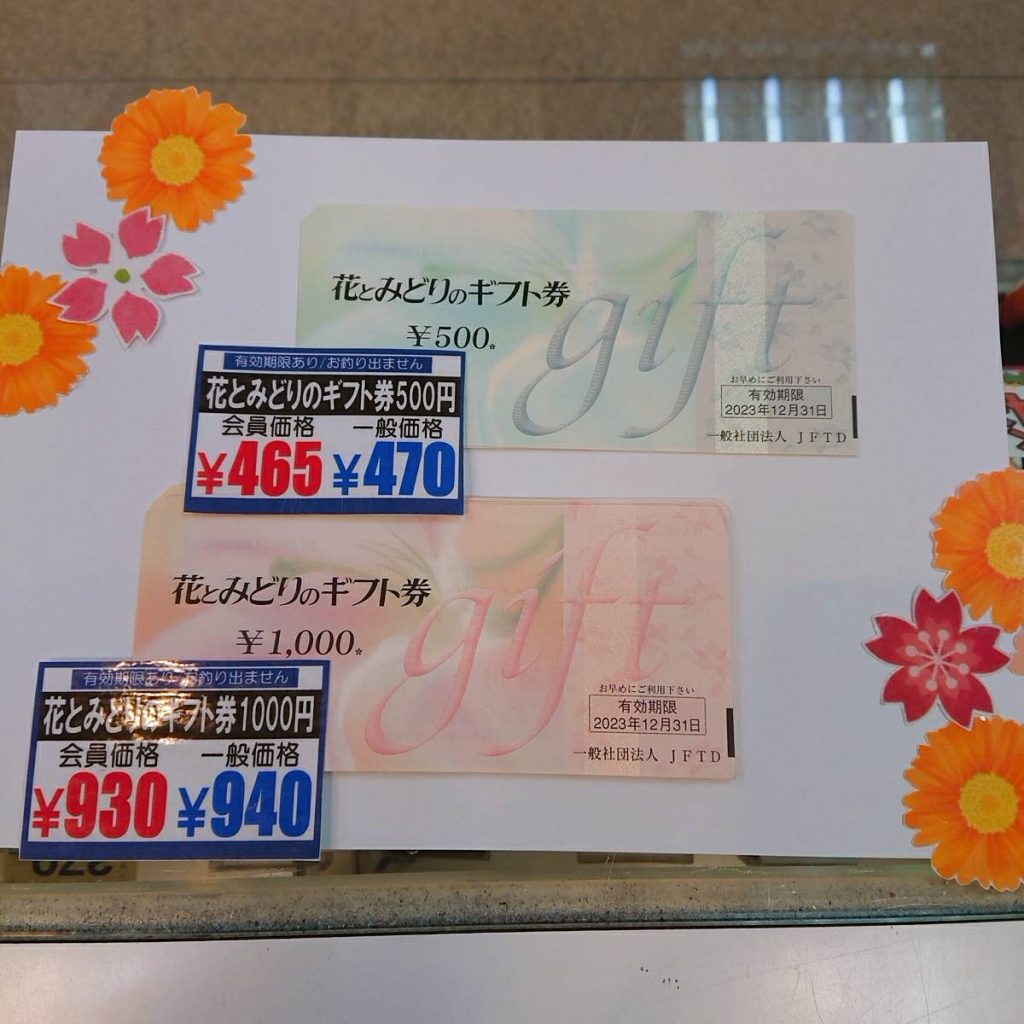 花とみどりのギフト券
¥500*
gift
お早めにご利用下さい
有効期限
2023年12月31日
一般社団法人 JFTD
有効期限あり/お釣り出ません
花とみどりのギフト券500円
会員価格 一般価格
¥465 ¥470
花とみどりのギフト券
¥1,000*
gift
お早めにご利用下さい
有効期限
2023年12月31日
一般社団法人 JFTD
有効期限あり/お釣り出ません
花とみどりのギフト券1000円
会員価格 一般価格
¥930 ¥940